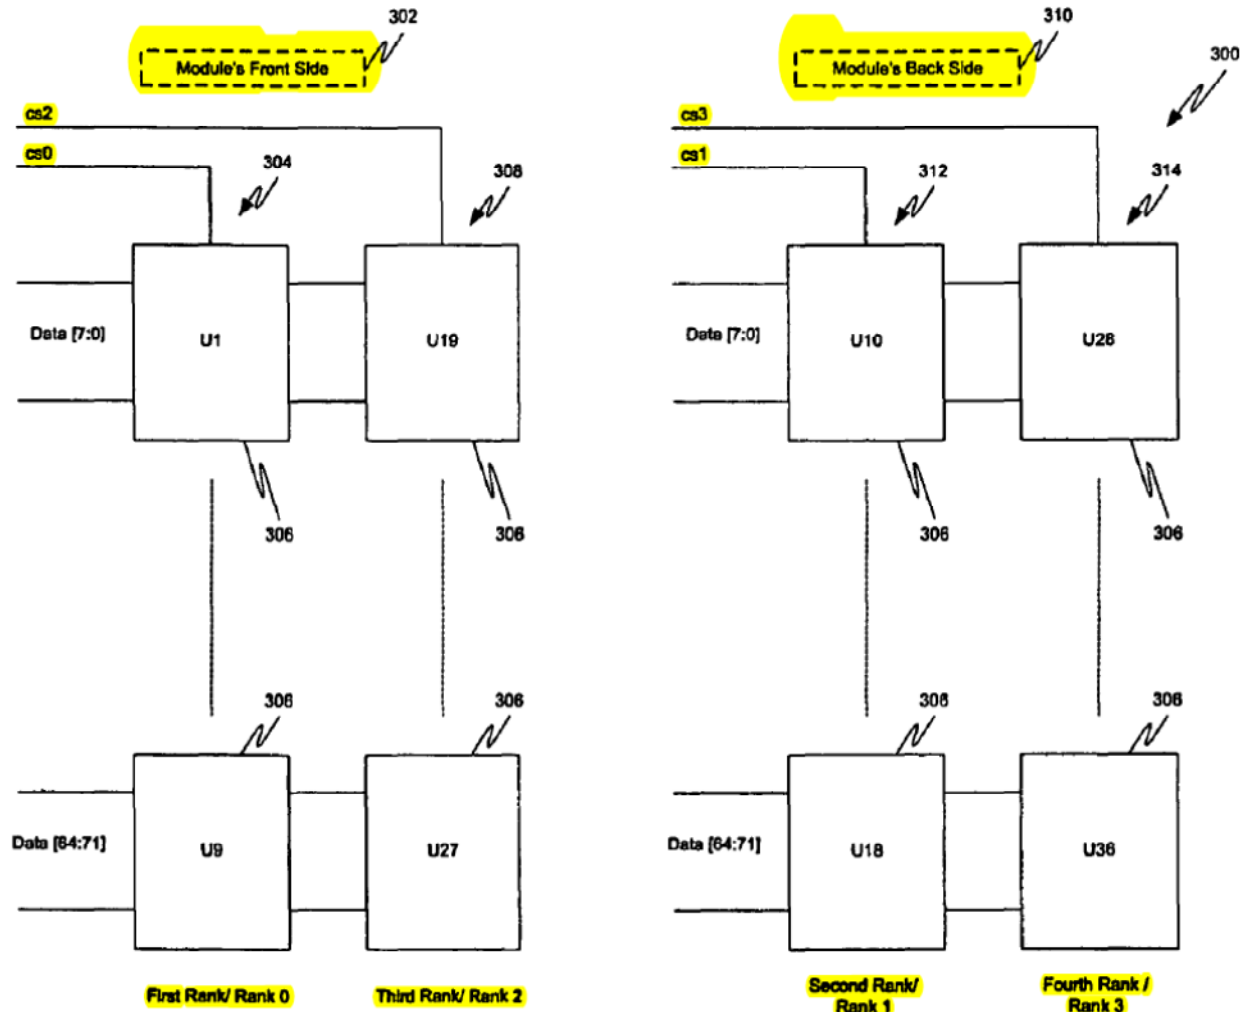 302
310
Module's Front Side
Module's Back Side
300
cs2
cs3
cs0
cs1
304
308
312
314
Data [7:0]
U1
U19
Data [7:0]
U10
U28
306
306
306
306
306
306
306
306
Data [64:71]
U9
U27
Data [64:71]
U18
U36
First Rank/ Rank 0
Third Rank/ Rank 2
Second Rank/
Rank 1
Fourth Rank /
Rank 3